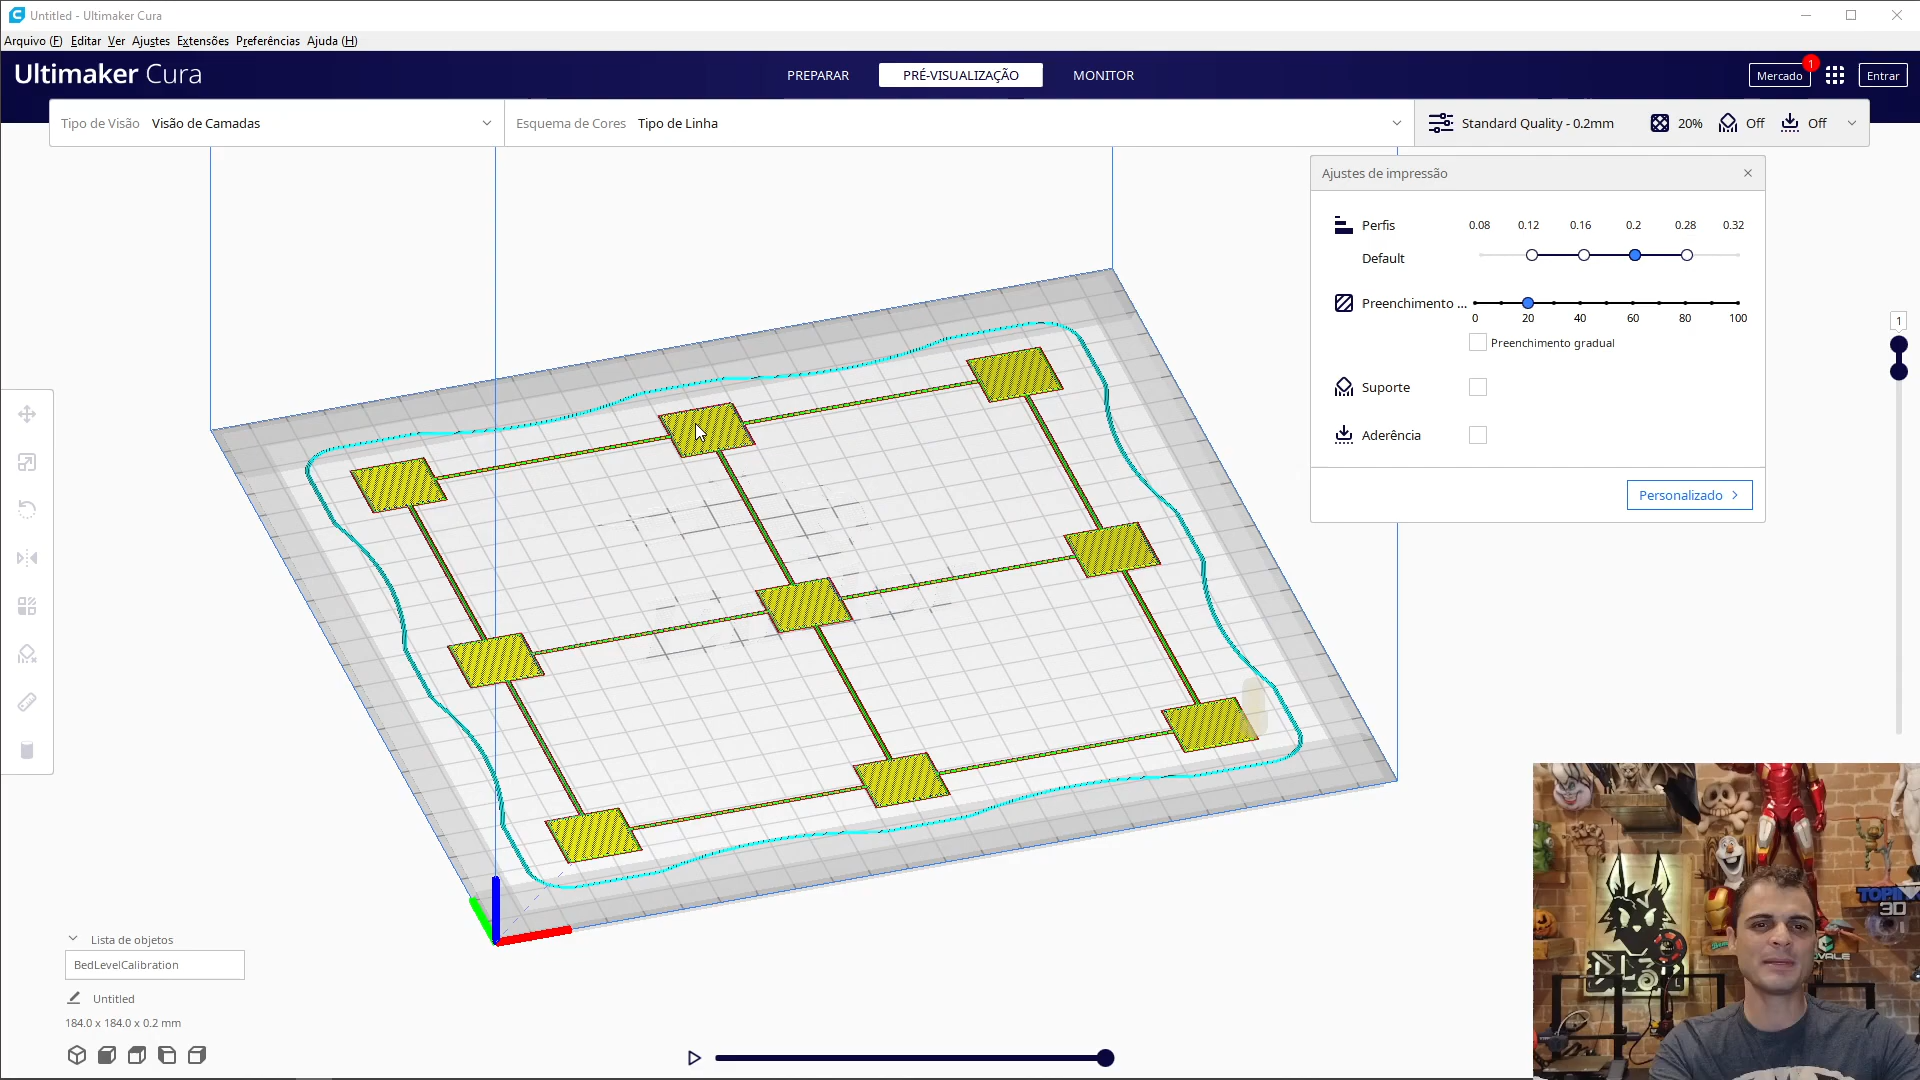 Untitled - Ultimaker Cura
Arquivo (F) Editar Ver Ajustes Extensões Preferências Ajuda (H)
Ultimaker Cura
PREPARAR PRÉ-VISUALIZAÇÃO MONITOR
Mercado 1 Entrar
Tipo de Visão Visão de Camadas Esquema de Cores Tipo de Linha Standard Quality - 0.2mm 20% Off Off
Ajustes de impressão
Perfis 0.08 0.12 0.16 0.2 0.28 0.32
Default
Preenchimento ...
0 20 40 60 80 100
Preenchimento gradual
1
Suporte
Aderência
Personalizado
Lista de objetos
BedLevelCalibration
Untitled
184.0 x 184.0 x 0.2 mm
3D